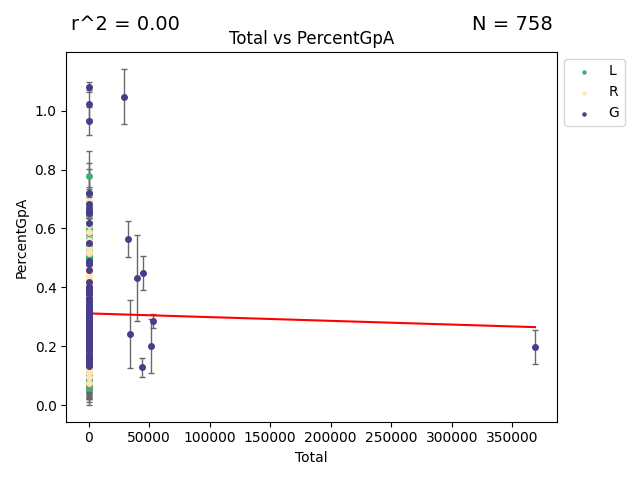 r^2 = 0.00
N = 758
Total vs PercentGpA
L
R
G
1.0
0.8
0.6
0.4
0.2
0.0
PercentGpA
0 50000 100000 150000 200000 250000 300000 350000
Total